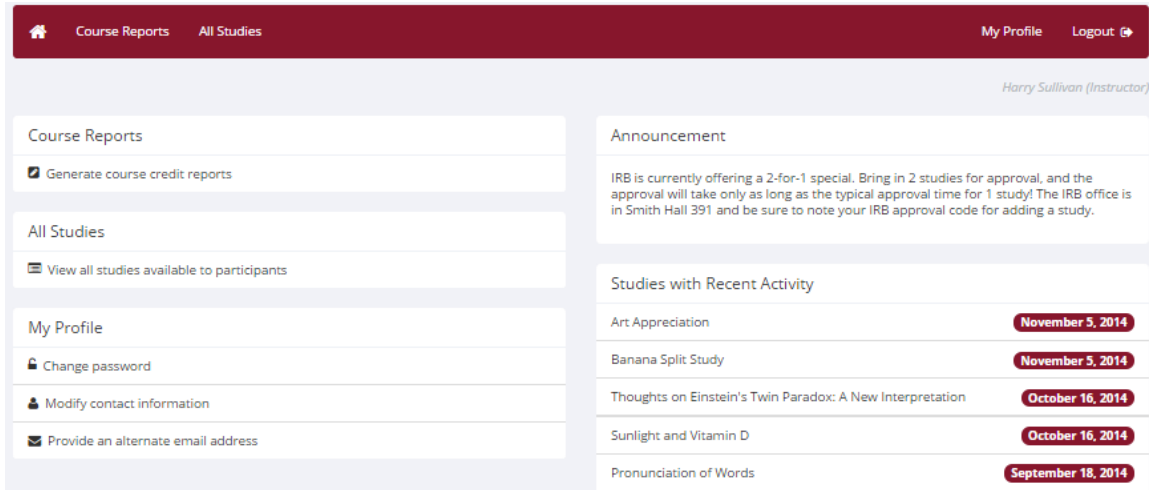 Course Reports
All Studies
My Profile
Logout
Harry Sullivan (Instructor)
Course Reports
Generate course credit reports
All Studies
View all studies available to participants
My Profile
Change password
Modify contact information
Provide an alternate email address
Announcement
IRB is currently offering a 2-for-1 special. Bring in 2 studies for approval, and the
approval will take only as long as the typical approval time for 1 study! The IRB office is
in Smith Hall 391 and be sure to note your IRB approval code for adding a study.
Studies with Recent Activity
Art Appreciation November 5, 2014
Banana Split Study November 5, 2014
Thoughts on Einstein's Twin Paradox: A New Interpretation October 16, 2014
Sunlight and Vitamin D October 16, 2014
Pronunciation of Words September 18, 2014